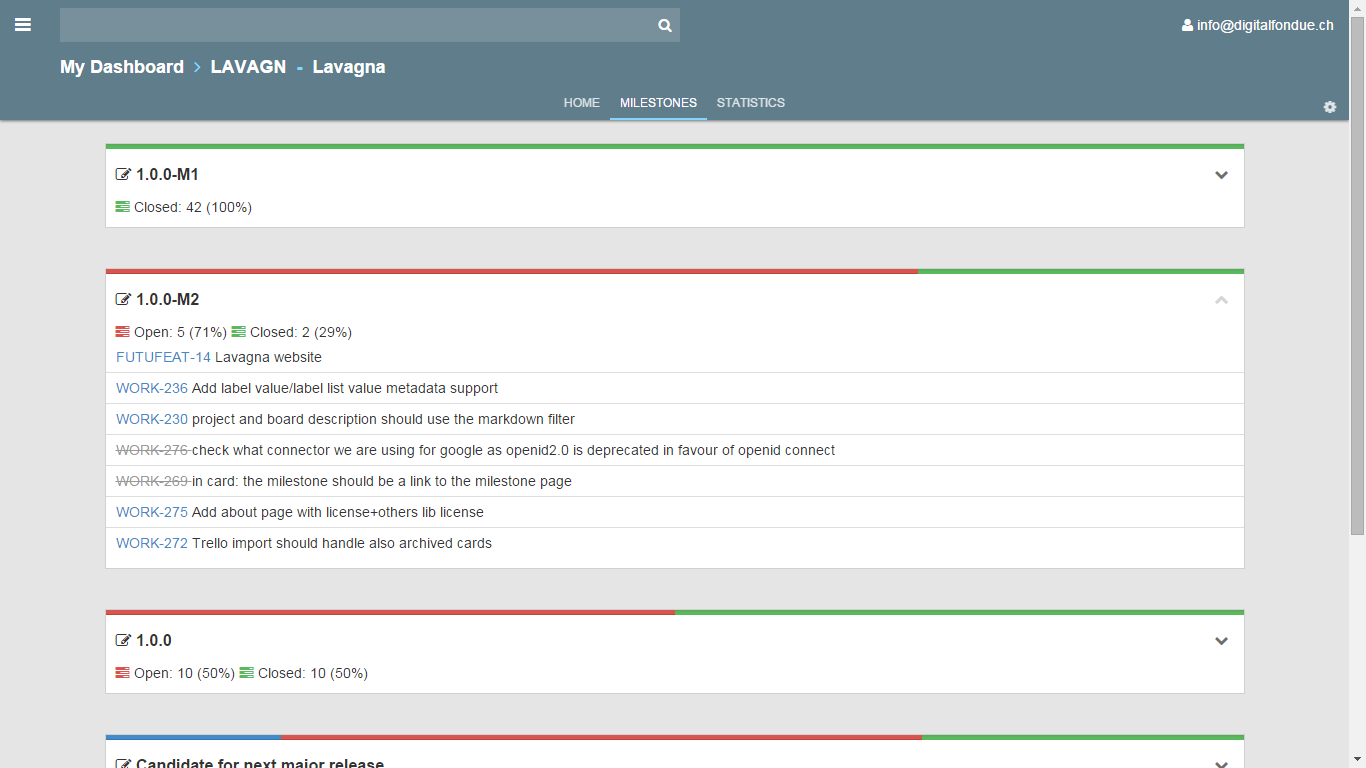 info@digitalfondue.ch
My Dashboard > LAVAGN - Lavagna
HOME MILESTONES STATISTICS
1.0.0-M1
Closed: 42 (100%)
1.0.0-M2
Open: 5 (71%) Closed: 2 (29%)
FUTUFEAT-14 Lavagna website
WORK-236 Add label value/label list value metadata support
WORK-230 project and board description should use the markdown filter
WORK-276 check what connector we are using for google as openid2.0 is deprecated in favour of openid connect
WORK-269 in card: the milestone should be a link to the milestone page
WORK-275 Add about page with license+others lib license
WORK-272 Trello import should handle also archived cards
1.0.0
Open: 10 (50%) Closed: 10 (50%)
Candidate for next major release